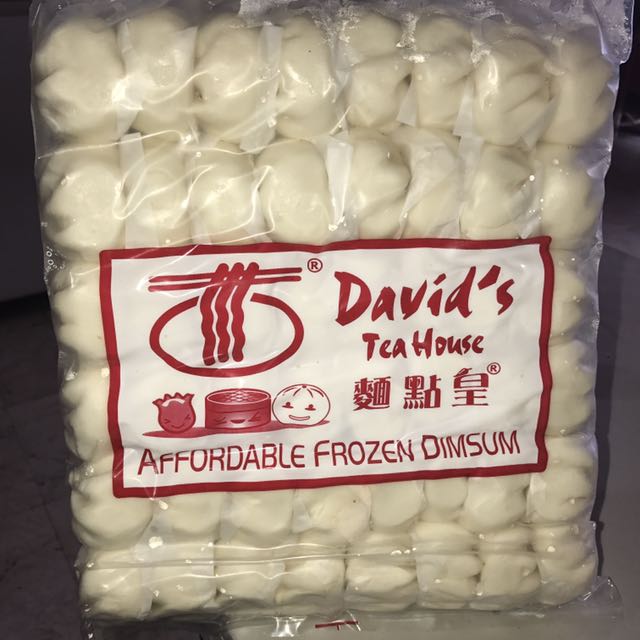 ®
David's
Tea House
麵點皇®
AFFORDABLE FROZEN DIMSUM